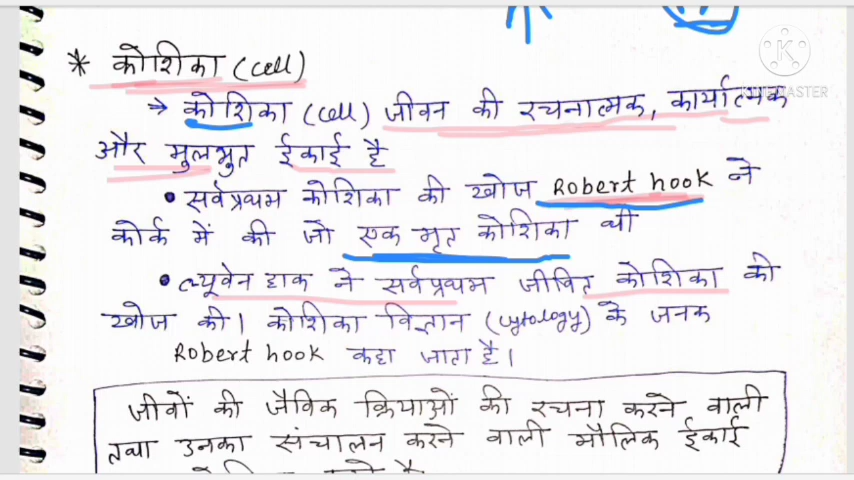 * कोशिका (cell)
→ कोशिका (cell) जीवन की रचनात्मक, कार्यात्मक
और मुलभुत ईकाई है
• सर्वप्रथम कोशिका की खोज Robert hook ने
कोर्क में की जो एक मृत कोशिका थी
• ल्यूवेन हाक ने सर्वप्रथम जीवित कोशिका की
खोज की। कोशिका विज्ञान (cytology) के जनक
Robert hook कहा जाता है।
जीवों की जैविक क्रियाओं की रचना करने वाली
तथा उनका संचालन करने वाली मौलिक ईकाई
KINEMASTER